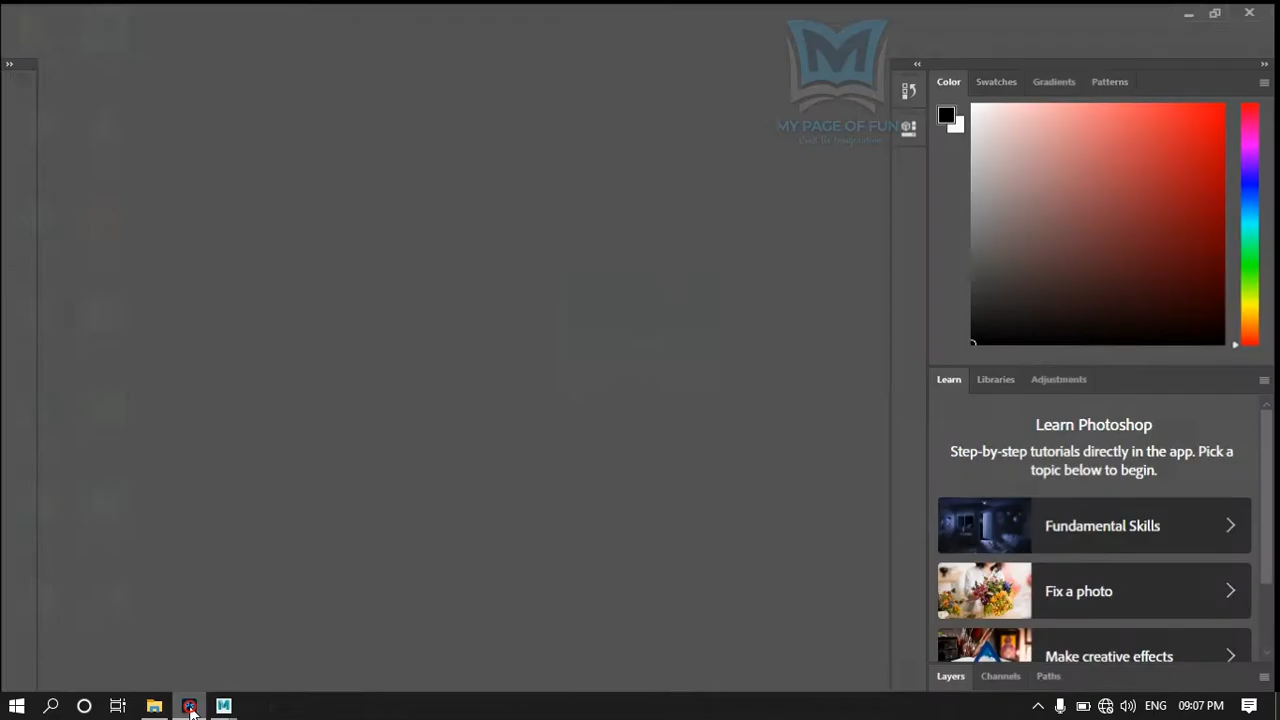 MY PAGE OF FUN
Color
Swatches
Gradients
Patterns
Learn
Libraries
Adjustments
Learn Photoshop
Step-by-step tutorials directly in the app. Pick a
topic below to begin.
Fundamental Skills
Fix a photo
Make creative effects
Layers
Channels
Paths
ENG
09:07 PM